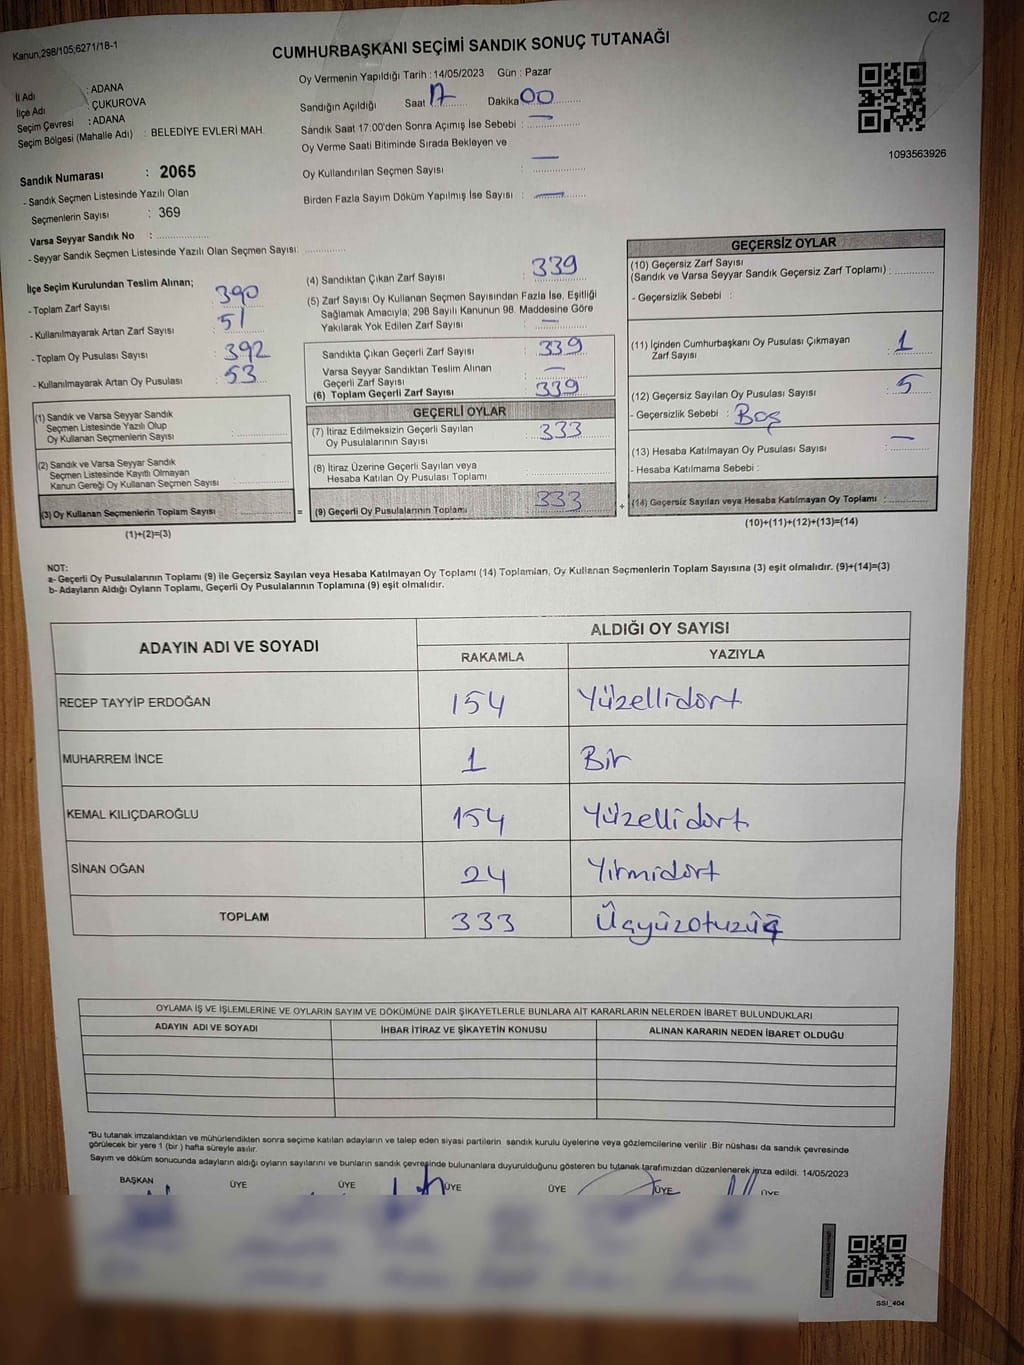 C/2
Kanun;298/105;6271/18-1
CUMHURBAŞKANI SEÇİMİ SANDIK SONUÇ TUTANAĞI
İl Adı : ADANA
İlçe Adı : ÇUKUROVA
Seçim Çevresi : ADANA
Seçim Bölgesi (Mahalle Adı) : BELEDİYE EVLERİ MAH.
Sandık Numarası : 2065
- Sandık Seçmen Listesinde Yazılı Olan
Seçmenlerin Sayısı : 369
Varsa Seyyar Sandık No :
- Seyyar Sandık Seçmen Listesinde Yazılı Olan Seçmen Sayısı:
Oy Vermenin Yapıldığı Tarih : 14/05/2023 Gün : Pazar
Sandığın Açıldığı Saat 17 Dakika 00
Sandık Saat 17:00'den Sonra Açımış İse Sebebi : —
Oy Verme Saati Bitiminde Sırada Bekleyen ve
Oy Kullandırılan Seçmen Sayısı : —
Birden Fazla Sayım Döküm Yapılmış İse Sayısı : —
1093563926
İlçe Seçim Kurulundan Teslim Alınan;
- Toplam Zarf Sayısı : 390
- Kullanılmayarak Artan Zarf Sayısı : 51
- Toplam Oy Pusulası Sayısı : 392
- Kullanılmayarak Artan Oy Pusulası : 53
(1) Sandık ve Varsa Seyyar Sandık
Seçmen Listesinde Yazılı Olup
Oy Kullanan Seçmenlerin Sayısı :
(2) Sandık ve Varsa Seyyar Sandık
Seçmen Listesinde Kayıtlı Olmayan
Kanun Gereği Oy Kullanan Seçmen Sayısı :
(3) Oy Kullanan Seçmenlerin Toplam Sayısı
(1)+(2)=(3)
=
(4) Sandıktan Çıkan Zarf Sayısı : 339
(5) Zarf Sayısı Oy Kullanan Seçmen Sayısından Fazla İse, Eşitliği
Sağlamak Amacıyla; 298 Sayılı Kanunun 98. Maddesine Göre
Yakılarak Yok Edilen Zarf Sayısı : —
Sandıkta Çıkan Geçerli Zarf Sayısı : 339
Varsa Seyyar Sandıktan Teslim Alınan
Geçerli Zarf Sayısı : —
(6) Toplam Geçerli Zarf Sayısı : 339
GEÇERLİ OYLAR
(7) İtiraz Edilmeksizin Geçerli Sayılan
Oy Pusulalarının Sayısı : 333
(8) İtiraz Üzerine Geçerli Sayılan veya
Hesaba Katılan Oy Pusulası Toplamı
(9) Geçerli Oy Pusulalarının Toplamı 333
+
GEÇERSİZ OYLAR
(10) Geçersiz Zarf Sayısı
(Sandık ve Varsa Seyyar Sandık Geçersiz Zarf Toplamı) :
- Geçersizlik Sebebi :
(11) İçinden Cumhurbaşkanı Oy Pusulası Çıkmayan
Zarf Sayısı : 1
(12) Geçersiz Sayılan Oy Pusulası Sayısı : 5
- Geçersizlik Sebebi : Boş
(13) Hesaba Katılmayan Oy Pusulası Sayısı : —
- Hesaba Katılmama Sebebi :
(14) Geçersiz Sayılan veya Hesaba Katılmayan Oy Toplamı :
(10)+(11)+(12)+(13)=(14)
NOT:
a- Geçerli Oy Pusulalarının Toplamı (9) ile Geçersiz Sayılan veya Hesaba Katılmayan Oy Toplamı (14) Toplamları, Oy Kullanan Seçmenlerin Toplam Sayısına (3) eşit olmalıdır. (9)+(14)=(3)
b- Adayların Aldığı Oyların Toplamı, Geçerli Oy Pusulalarının Toplamına (9) eşit olmalıdır.
ADAYIN ADI VE SOYADI ALDIĞI OY SAYISI
RAKAMLA YAZIYLA
RECEP TAYYİP ERDOĞAN 154 Yüzellidört
MUHARREM İNCE 1 Bir
KEMAL KILIÇDAROĞLU 154 Yüzellidört
SİNAN OĞAN 24 Yirmidört
TOPLAM 333 Üçyüzotuzüç
OYLAMA İŞ VE İŞLEMLERİNE VE OYLARIN SAYIM VE DÖKÜMÜNE DAİR ŞİKAYETLERLE BUNLARA AİT KARARLARIN NELERDEN İBARET BULUNDUKLARI
ADAYIN ADI VE SOYADI İHBAR İTİRAZ VE ŞİKAYETİN KONUSU ALINAN KARARIN NEDEN İBARET OLDUĞU
*Bu tutanak imzalandıktan ve mühürlendikten sonra seçime katılan adayların ve talep eden siyasi partilerin sandık kurulu üyelerine veya gözlemcilerine verilir .Bir nüshası da sandık çevresinde
görülecek bir yere 1 (bir ) hafta süreyle asılır.
Sayım ve döküm sonucunda adayların aldığı oyların sayılarını ve bunların sandık çevresinde bulunanlara duyurulduğunu gösteren bu tutanak tarafımızdan düzenlenerek imza edildi. 14/05/2023
BAŞKAN ÜYE ÜYE ÜYE ÜYE ÜYE ÜYE
SSI_404